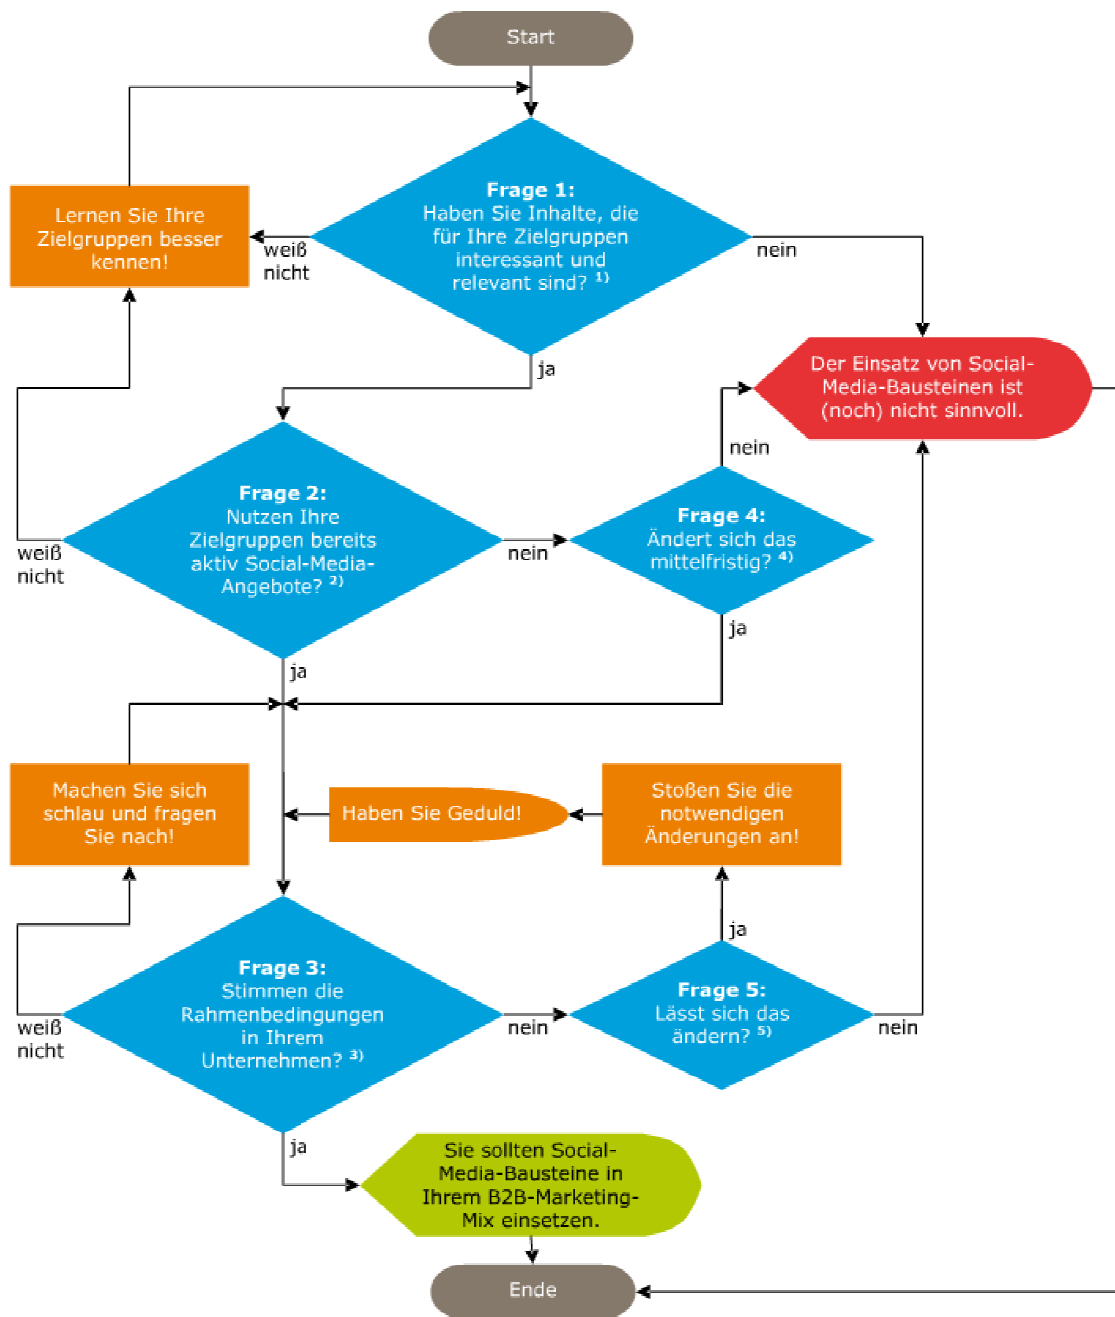 Start
Frage 1:
Haben Sie Inhalte, die
für Ihre Zielgruppen
interessant und
relevant sind? 1)
Lernen Sie Ihre
Zielgruppen besser
kennen!
weiß
nicht
nein
ja
Der Einsatz von Social-
Media-Bausteinen ist
(noch) nicht sinnvoll.
Frage 2:
Nutzen Ihre
Zielgruppen bereits
aktiv Social-Media-
Angebote? 2)
weiß
nicht
nein
ja
nein
Frage 4:
Ändert sich das
mittelfristig? 4)
ja
Machen Sie sich
schlau und fragen
Sie nach!
Haben Sie Geduld!
Stoßen Sie die
notwendigen
Änderungen an!
Frage 3:
Stimmen die
Rahmenbedingungen
in Ihrem
Unternehmen? 3)
weiß
nicht
nein
ja
ja
Frage 5:
Lässt sich das
ändern? 5)
nein
Sie sollten Social-
Media-Bausteine in
Ihrem B2B-Marketing-
Mix einsetzen.
Ende